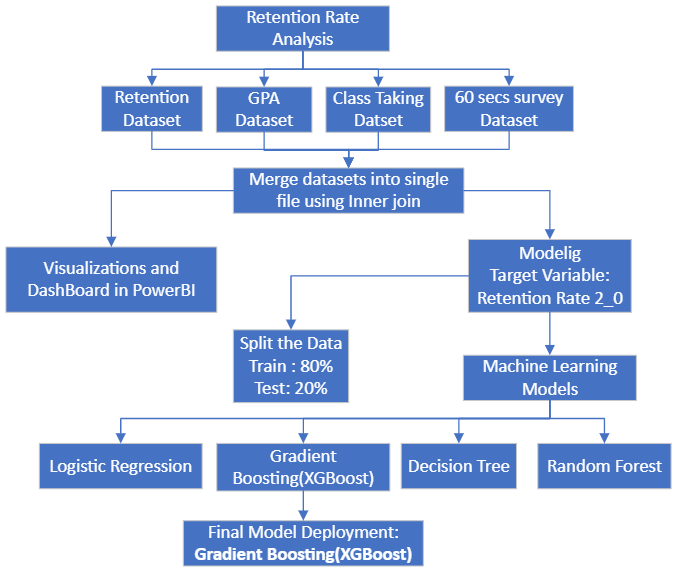 Retention Rate
Analysis
Retention
Dataset
GPA
Dataset
Class Taking
Datset
60 secs survey
Dataset
Merge datasets into single
file using Inner join
Visualizations and
DashBoard in PowerBI
Modelig
Target Variable:
Retention Rate 2_0
Split the Data
Train : 80%
Test: 20%
Machine Learning
Models
Logistic Regression
Gradient
Boosting(XGBoost)
Decision Tree
Random Forest
Final Model Deployment:
Gradient Boosting(XGBoost)